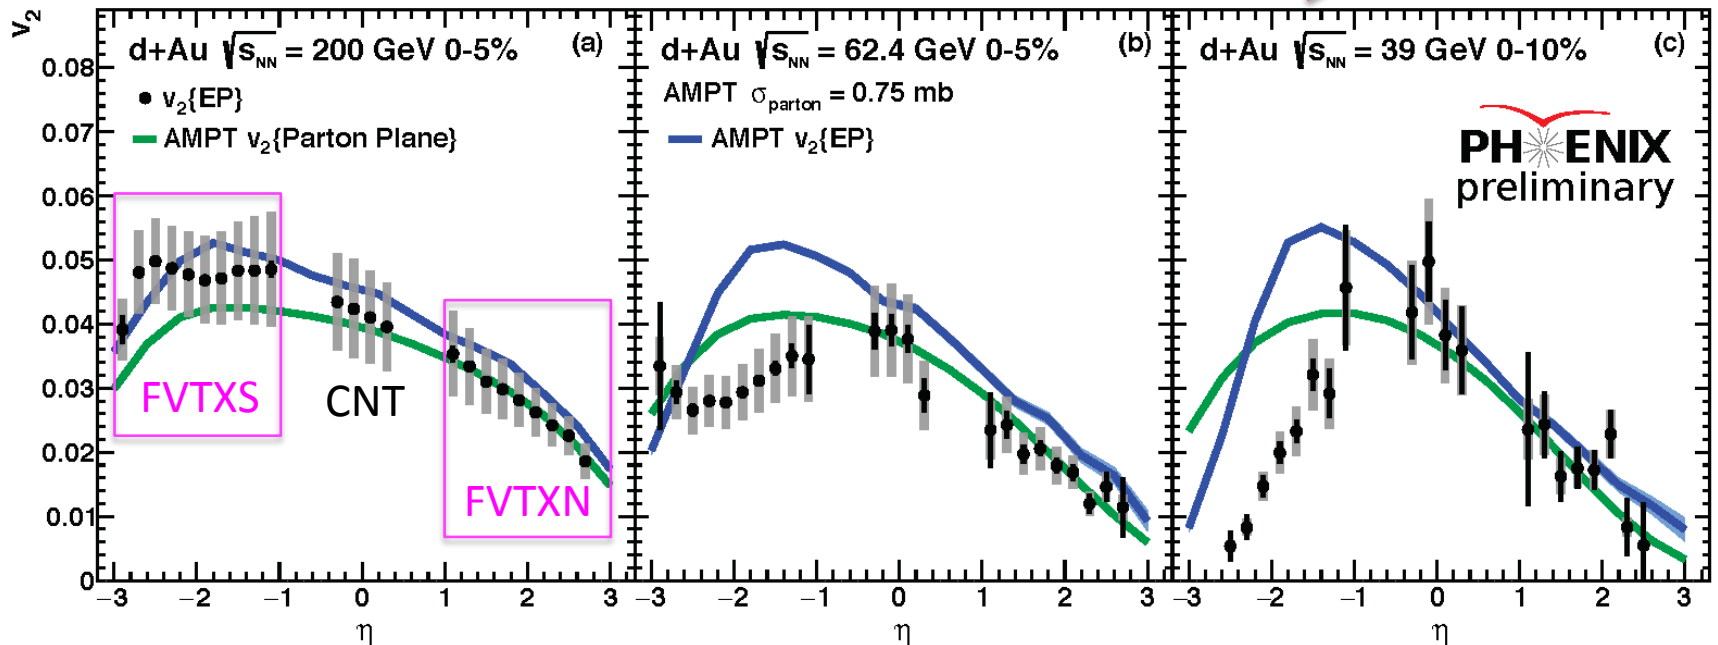 v₂
d+Au √sNN = 200 GeV 0-5% (a)
v₂{EP}
AMPT v₂{Parton Plane}
FVTXS
CNT
FVTXN
d+Au √sNN = 62.4 GeV 0-5% (b)
AMPT σparton = 0.75 mb
AMPT v₂{EP}
d+Au √sNN = 39 GeV 0-10% (c)
PHENIX
preliminary
0.08
0.07
0.06
0.05
0.04
0.03
0.02
0.01
0
−3 −2 −1 0 1 2 3
η
−3 −2 −1 0 1 2 3
η
−3 −2 −1 0 1 2 3
η